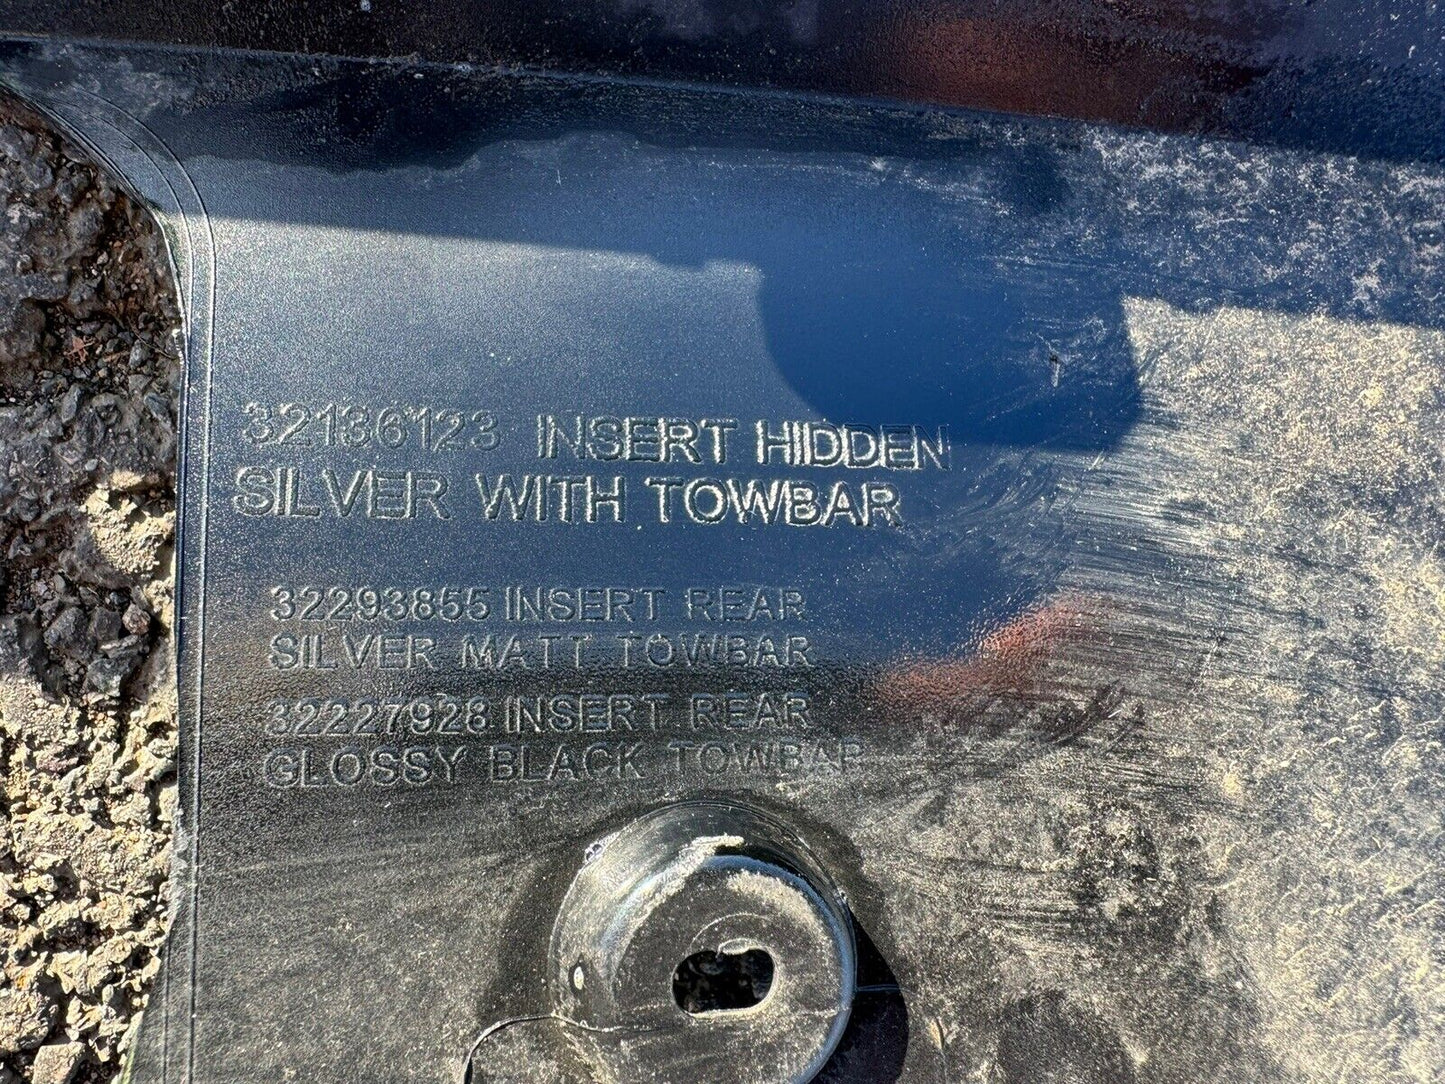 32136123 INSERT HIDDEN
SILVER WITH TOWBAR
32293855 INSERT REAR
SILVER MATT TOWBAR
32227928 INSERT REAR
GLOSSY BLACK TOWBAR